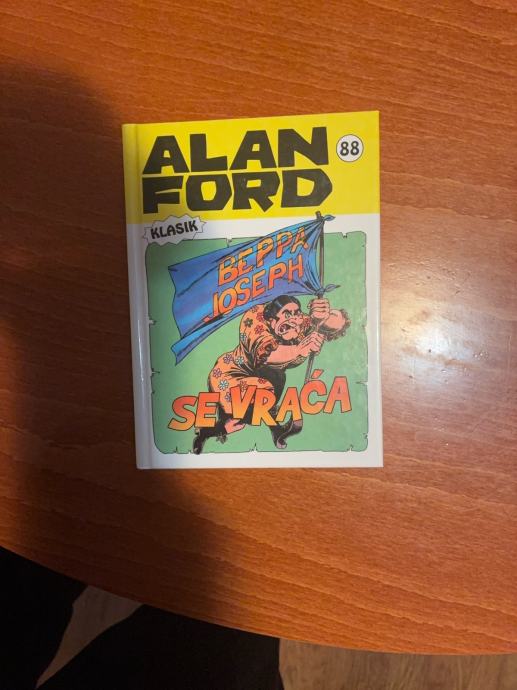 ALAN
FORD
88
KLASIK
BEPPA
JOSEPH
SE VRAĆA